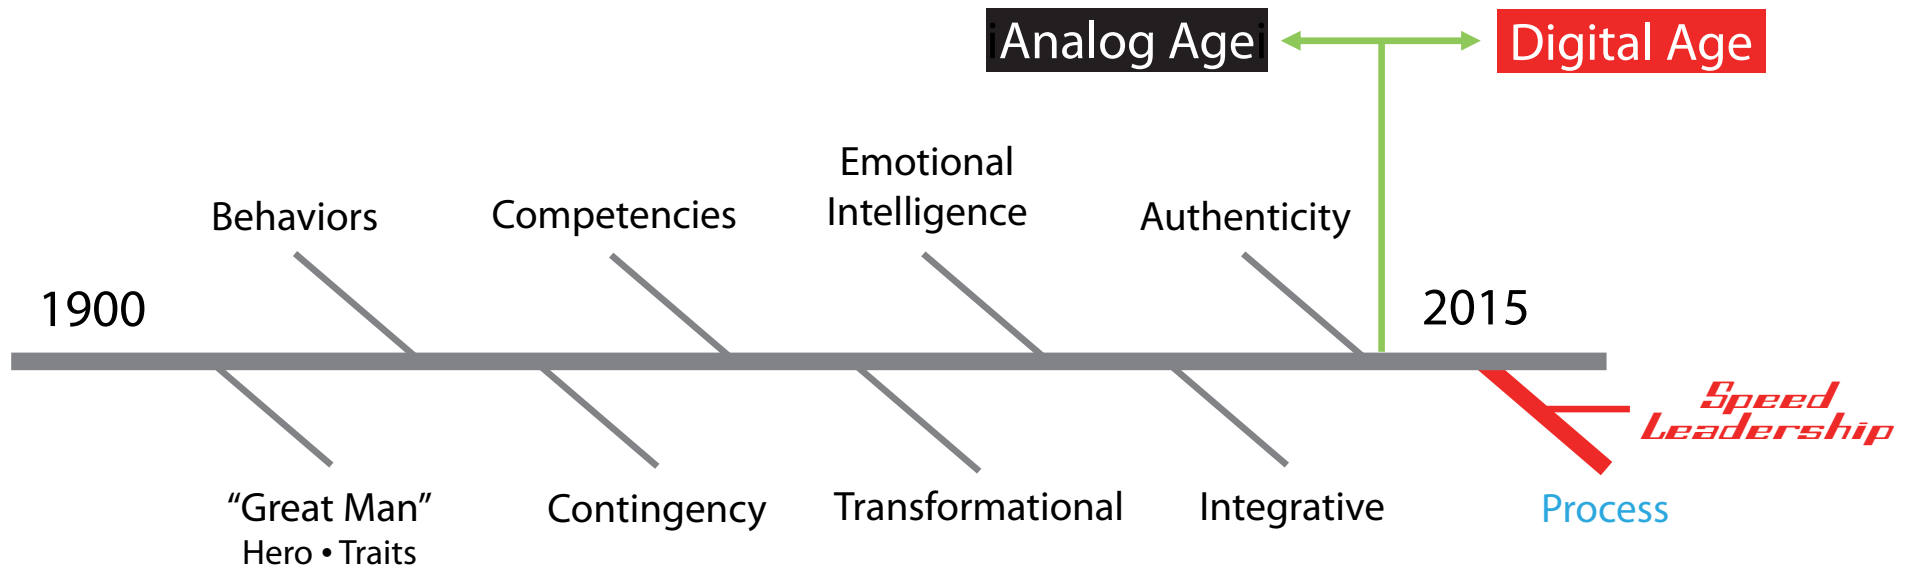 Analog Age
Digital Age
Emotional
Intelligence
Behaviors
Competencies
Authenticity
1900
2015
Speed
Leadership
“Great Man”
Hero • Traits
Contingency
Transformational
Integrative
Process